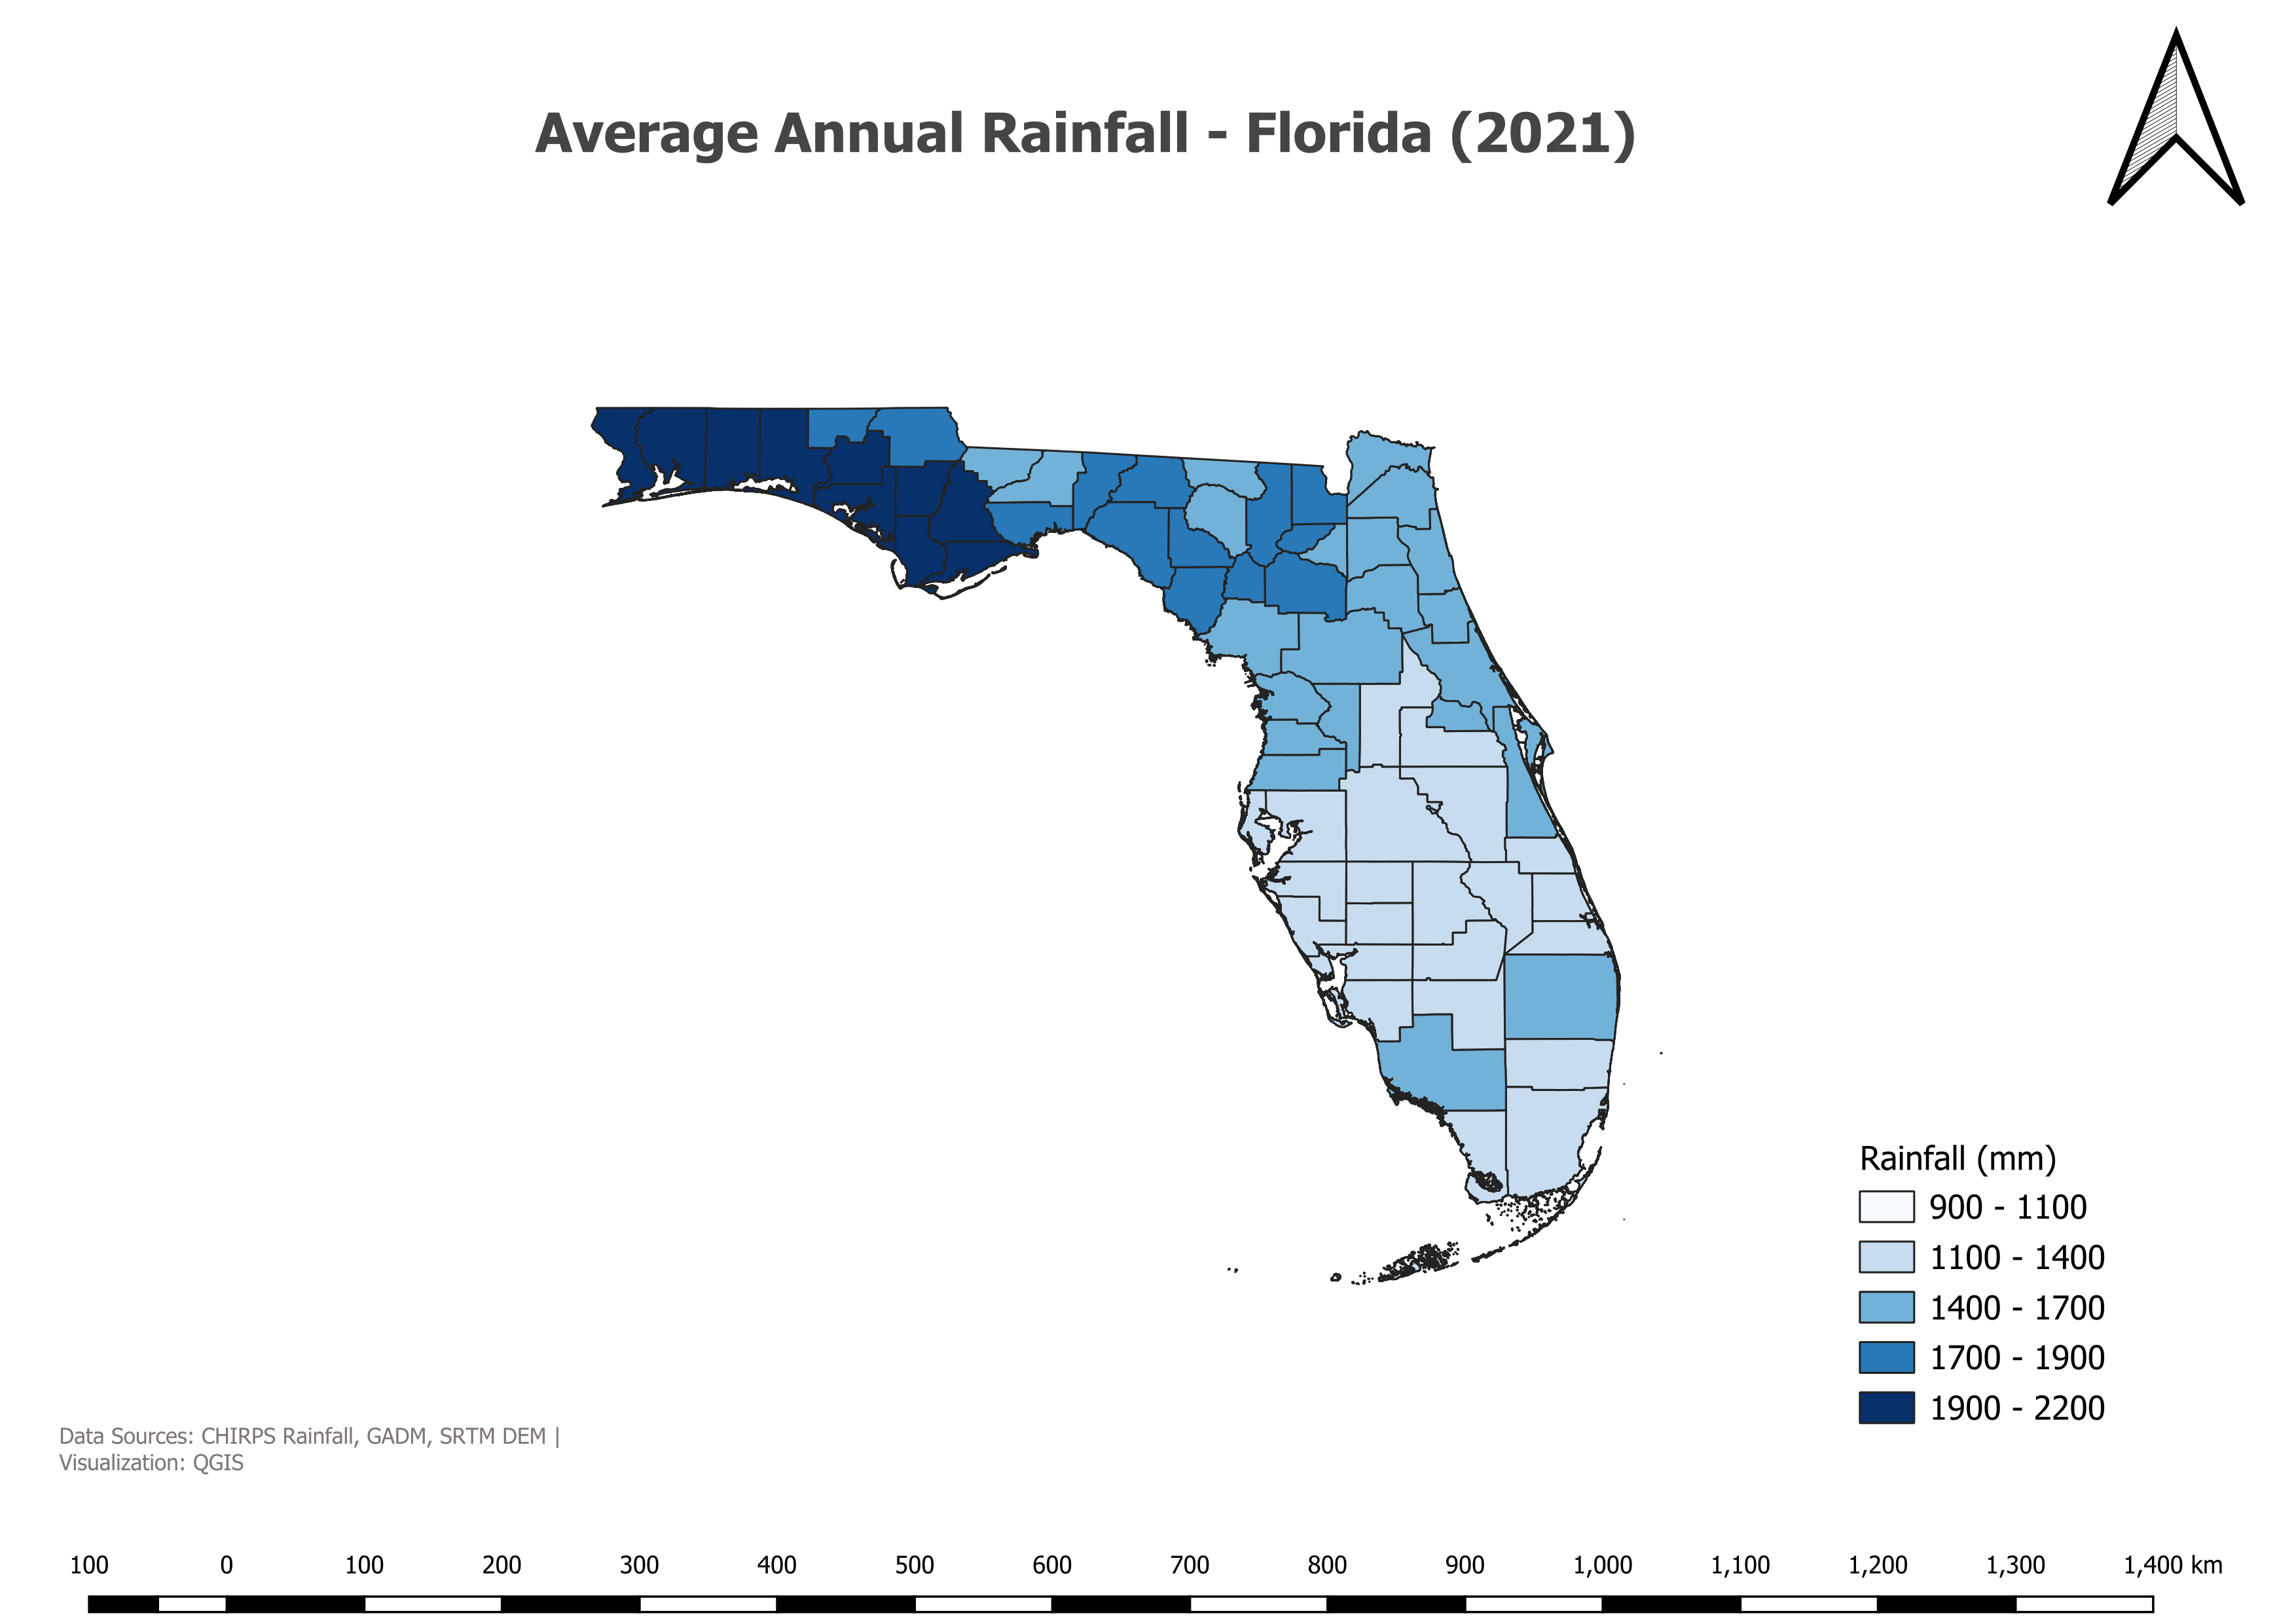 Average Annual Rainfall - Florida (2021)
Rainfall (mm)
900 - 1100
1100 - 1400
1400 - 1700
1700 - 1900
1900 - 2200
Data Sources: CHIRPS Rainfall, GADM, SRTM DEM |
Visualization: QGIS
100 0 100 200 300 400 500 600 700 800 900 1,000 1,100 1,200 1,300 1,400 km